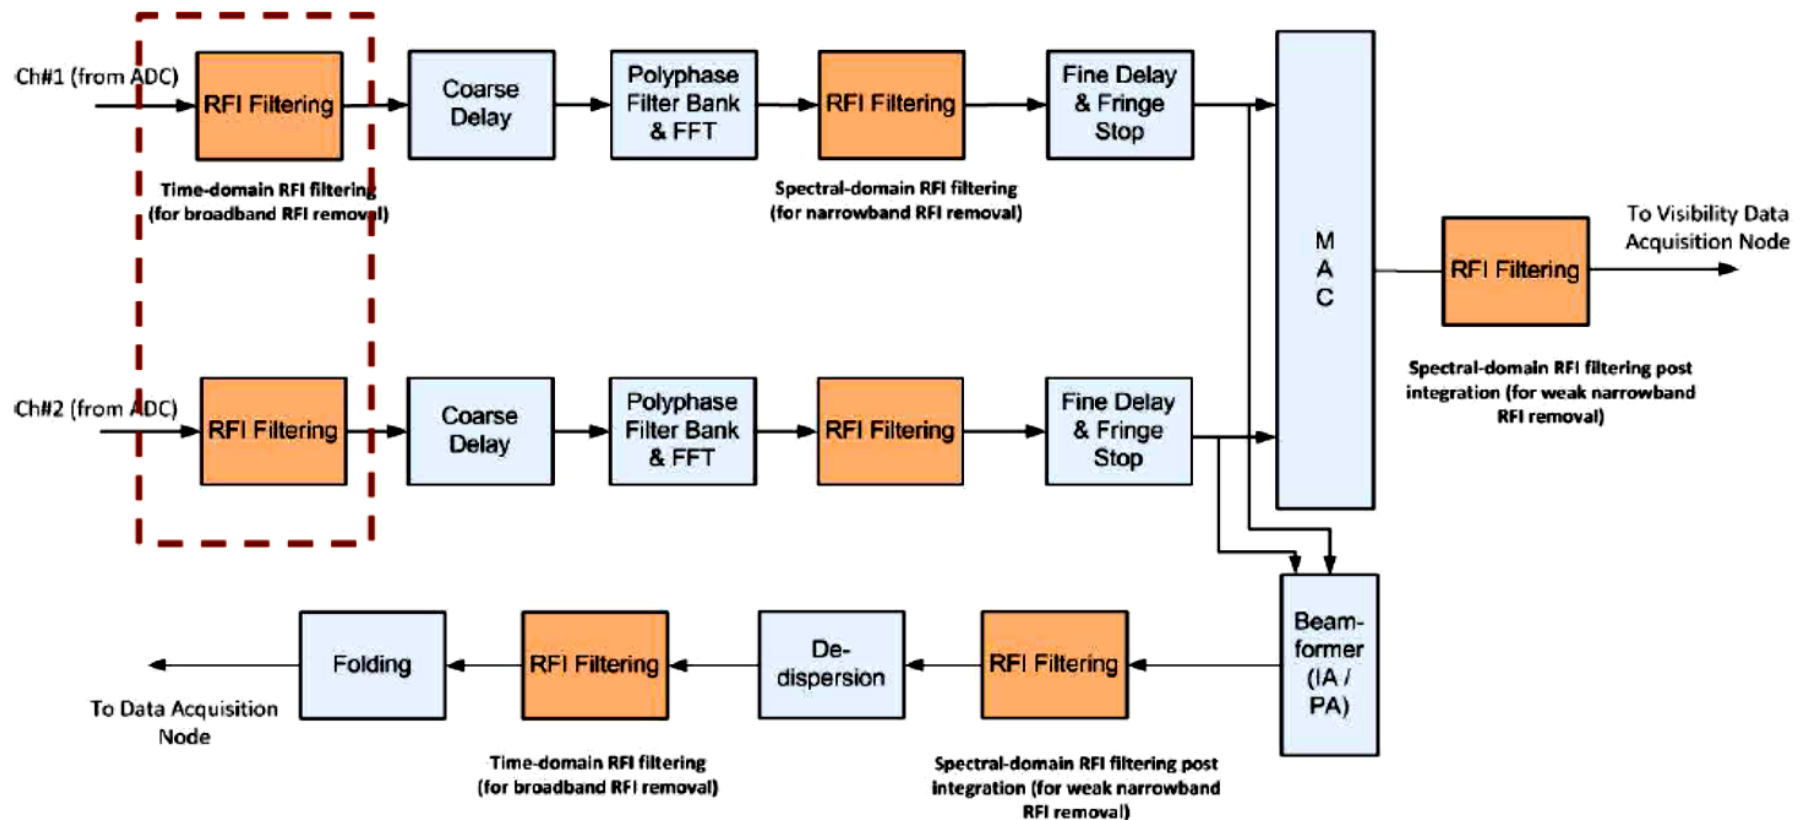 Ch#1 (from ADC)
RFI Filtering
Coarse
Delay
Polyphase
Filter Bank
& FFT
RFI Filtering
Fine Delay
& Fringe
Stop
Time-domain RFI filtering
(for broadband RFI removal)
Spectral-domain RFI filtering
(for narrowband RFI removal)
M
A
C
RFI Filtering
To Visibility Data
Acquisition Node
Spectral-domain RFI filtering post
integration (for weak narrowband
RFI removal)
Ch#2 (from ADC)
RFI Filtering
Coarse
Delay
Polyphase
Filter Bank
& FFT
RFI Filtering
Fine Delay
& Fringe
Stop
Beam-
former
(IA /
PA)
RFI Filtering
De-
dispersion
RFI Filtering
Folding
To Data Acquisition
Node
Time-domain RFI filtering
(for broadband RFI removal)
Spectral-domain RFI filtering post
integration (for weak narrowband
RFI removal)